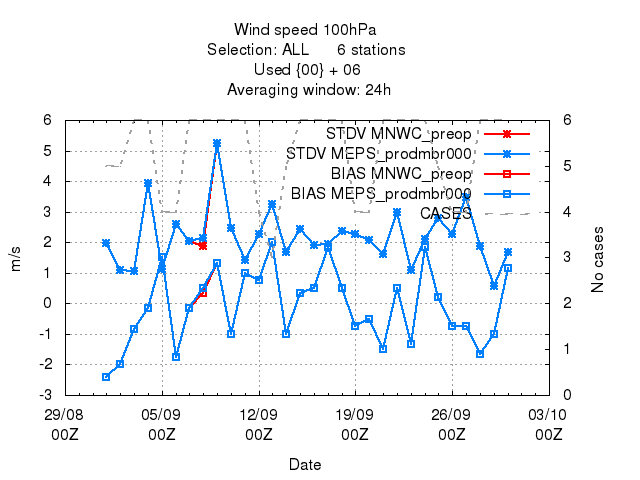 Wind speed 100hPa
Selection: ALL 6 stations
Used {00} + 06
Averaging window: 24h
STDV MNWC_preop
STDV MEPS_prodmbr000
BIAS MNWC_preop
BIAS MEPS_prodmbr000
CASES
6
5
4
3
2
1
0
-1
-2
-3
m/s
6
5
4
3
2
1
0
No cases
29/08 05/09 12/09 19/09 26/09 03/10
00Z 00Z 00Z 00Z 00Z 00Z
Date